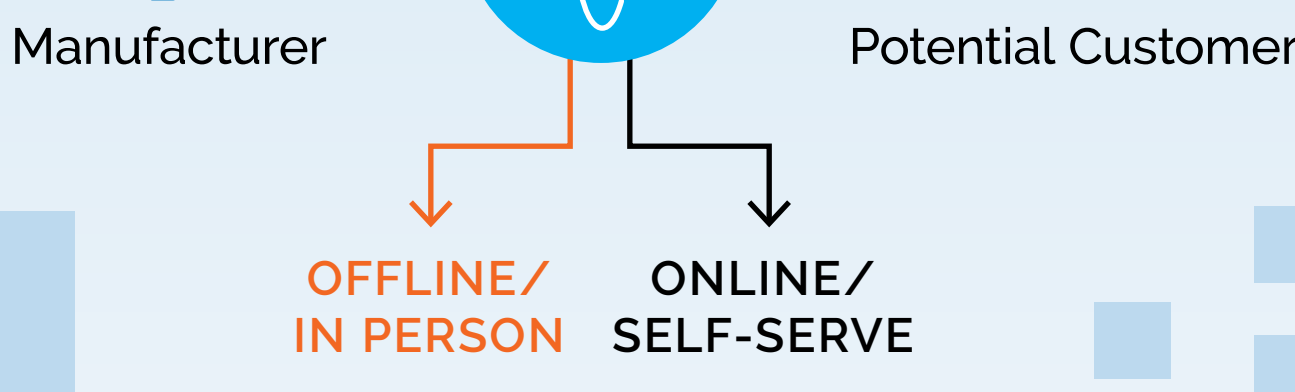 Manufacturer
Potential Customer
OFFLINE/
IN PERSON
ONLINE/
SELF-SERVE